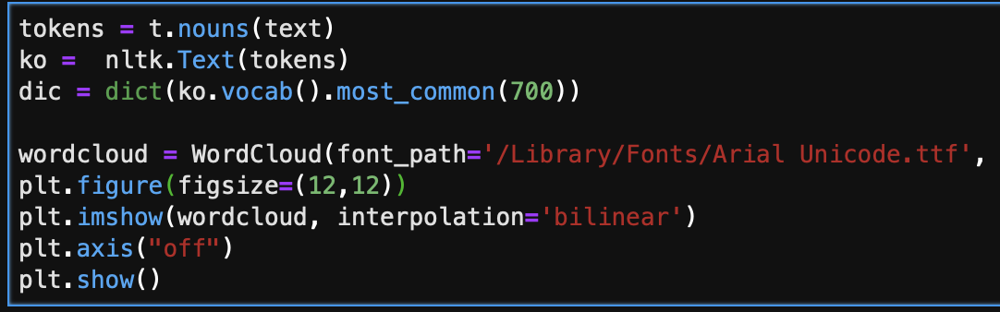 tokens = t.nouns(text)
ko =  nltk.Text(tokens)
dic = dict(ko.vocab().most_common(700))
wordcloud = WordCloud(font_path='/Library/Fonts/Arial Unicode.ttf',
plt.figure(figsize=(12,12))
plt.imshow(wordcloud, interpolation='bilinear')
plt.axis("off")
plt.show()